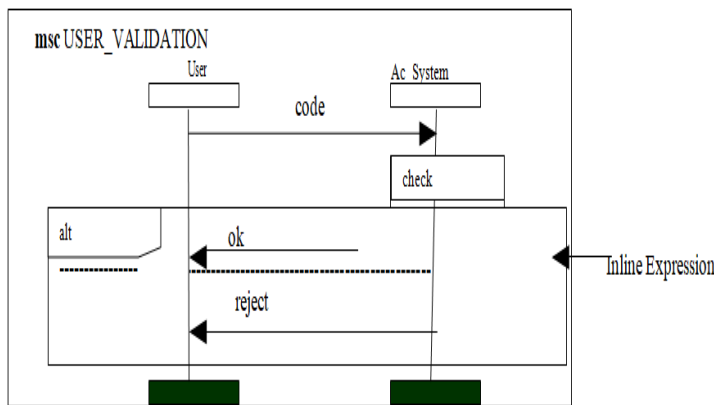 msc USER_VALIDATION
User
Ac_System
code
check
alt
ok
Inline Expression
reject